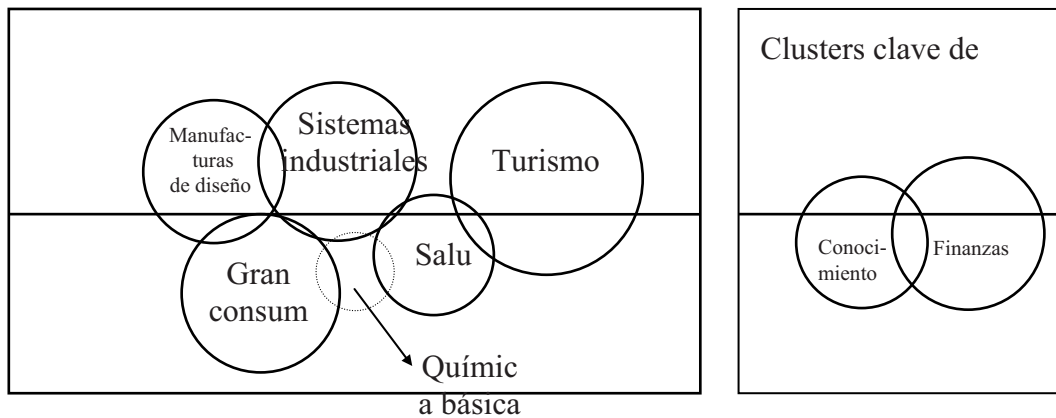 Clusters clave de
Manufac-
turas
de diseño
Sistemas
industriales
Turismo
Gran
consum
Salu
Químic
a básica
Conoci-
miento
Finanzas